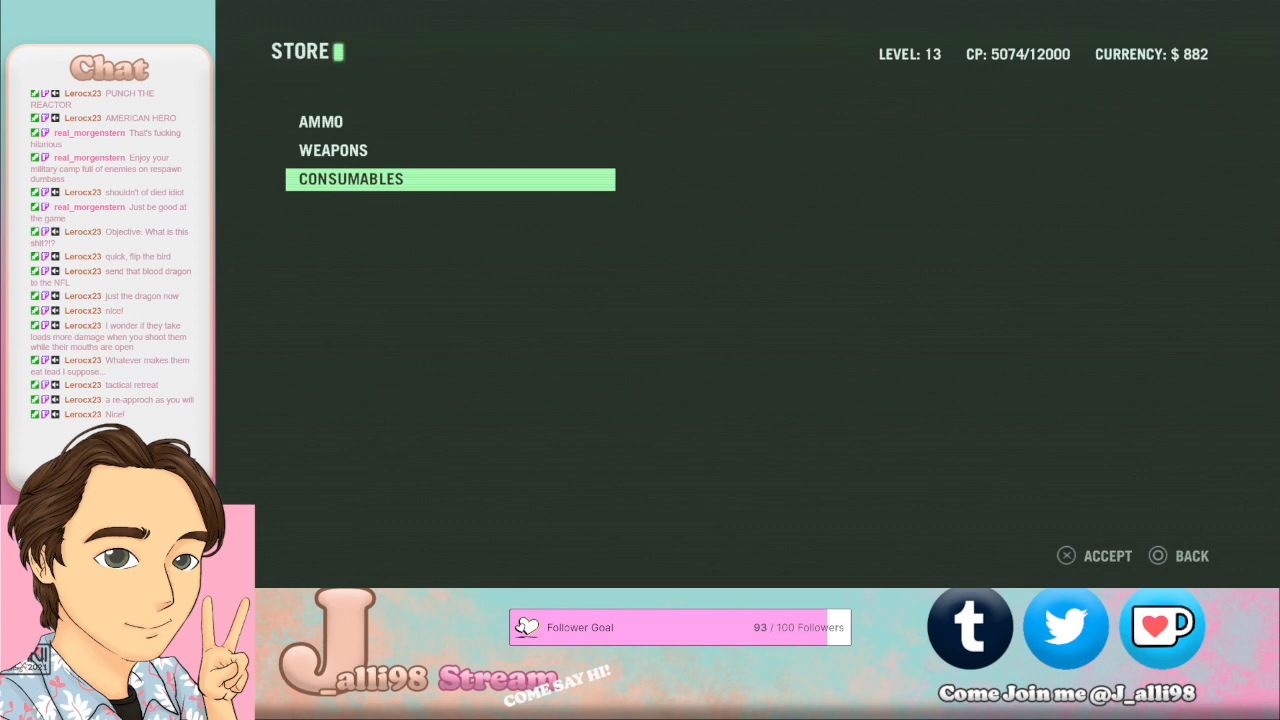 Chat
Lerocx23 PUNCH THE
REACTOR
Lerocx23 AMERICAN HERO
real_morgenstern That's fucking
hilarious
real_morgenstern Enjoy your
military camp full of enemies on respawn
dumbass
Lerocx23 shouldn't of died idiot
real_morgenstern Just be good at
the game
Lerocx23 Objective: What is this
shit?!?
Lerocx23 quick, flip the bird
Lerocx23 send that blood dragon
to the NFL
Lerocx23 just the dragon now
Lerocx23 nice!
Lerocx23 I wonder if they take
loads more damage when you shoot them
while their mouths are open
Lerocx23 Whatever makes them
eat lead I suppose...
Lerocx23 tactical retreat
Lerocx23 a re-approch as you will
Lerocx23 Nice!
STORE
LEVEL: 13 CP: 5074/12000 CURRENCY: $ 882
AMMO
WEAPONS
CONSUMABLES
ACCEPT BACK
J_alli98 Stream
COME SAY HI!
Follower Goal 93 / 100 Followers
t
Come Join me @J_alli98
2021